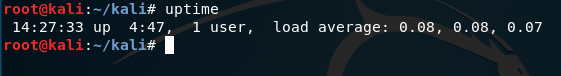 root@kali:~/kali# uptime
 14:27:33 up  4:47,  1 user,  load average: 0.08, 0.08, 0.07
root@kali:~/kali#